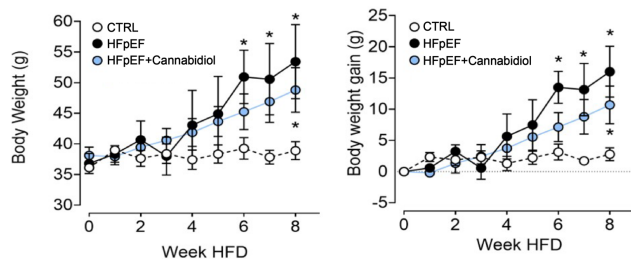 CTRL
HFpEF
HFpEF+Cannabidiol
Body Weight (g)
60
55
50
45
40
35
30
* * *
*
0 2 4 6 8
Week HFD
CTRL
HFpEF
HFpEF+Cannabidiol
Body weight gain (g)
25
20
15
10
5
0
-5
* * *
*
0 2 4 6 8
Week HFD